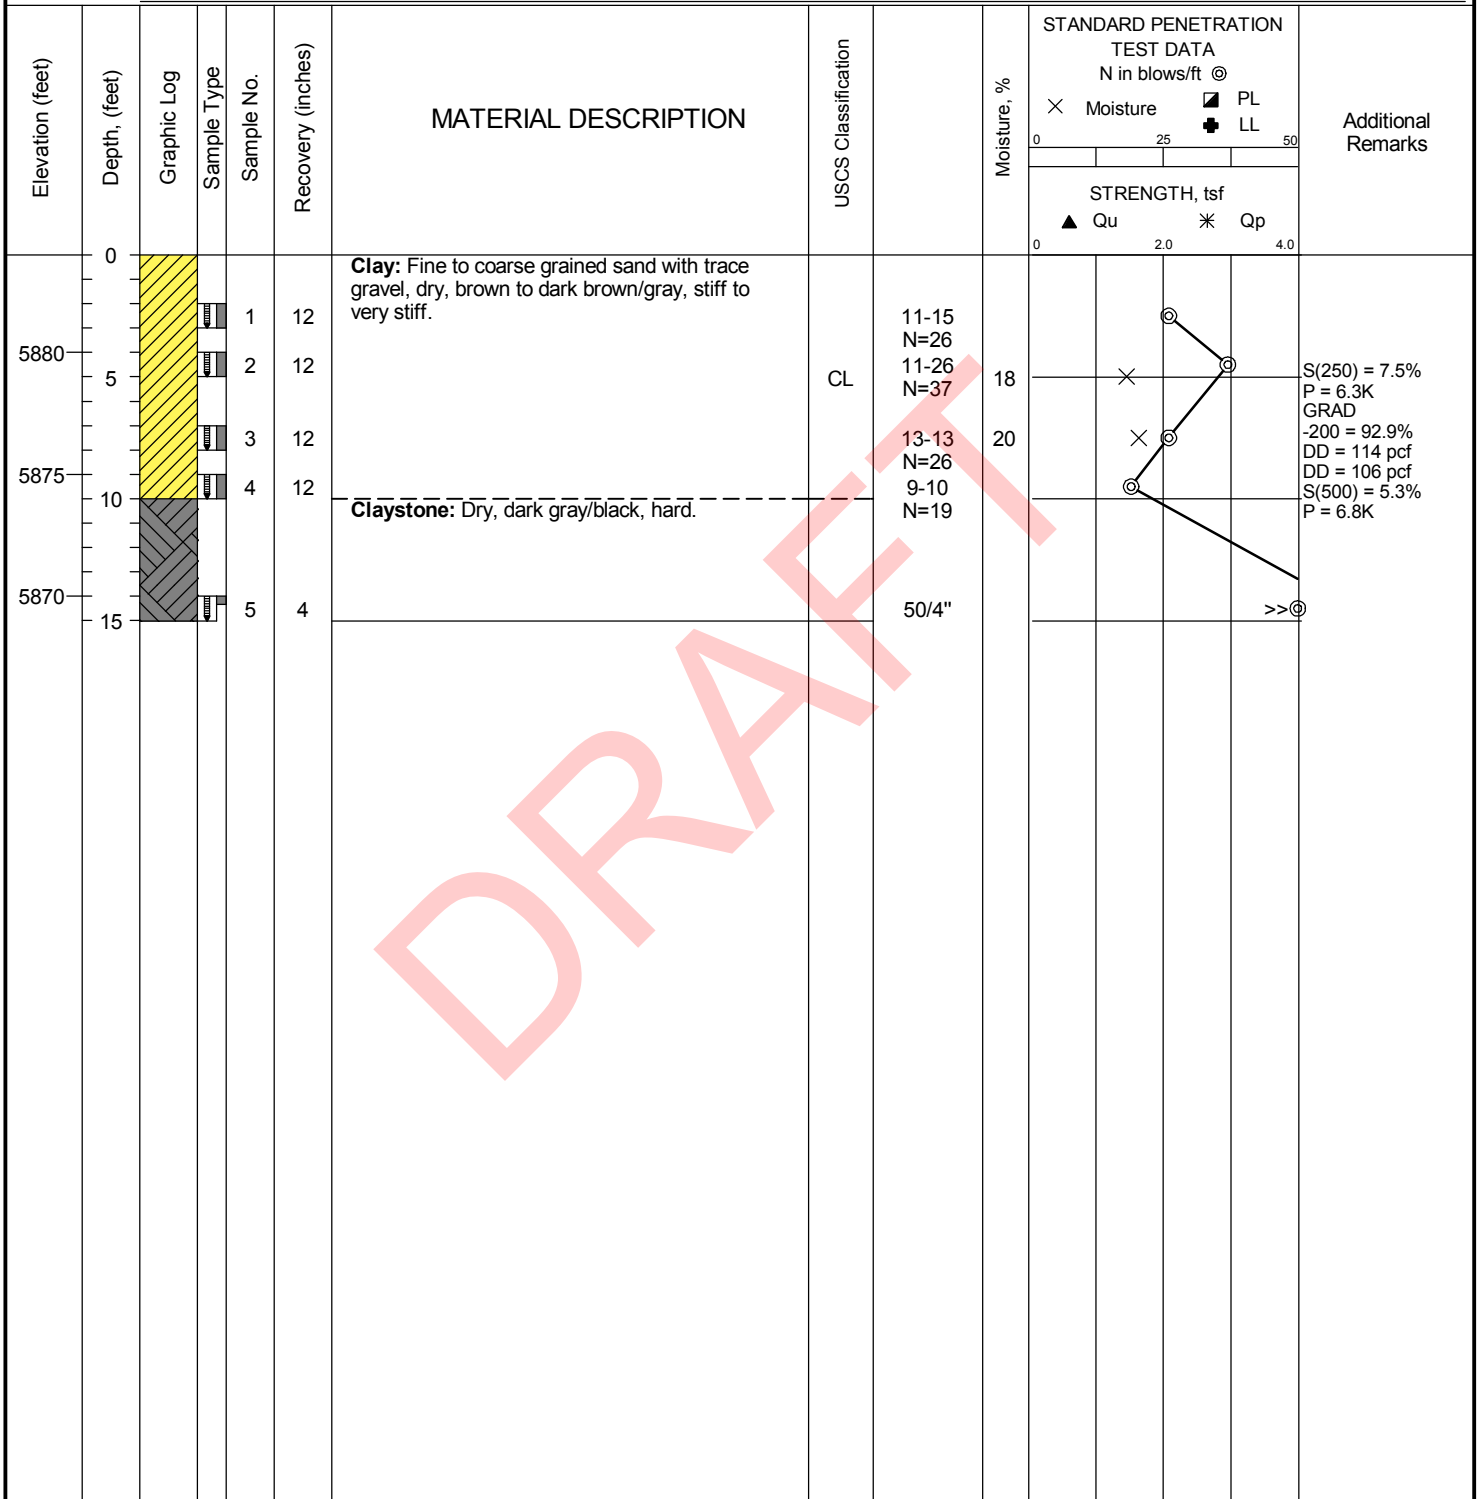 Elevation (feet)
Depth, (feet)
Graphic Log
Sample Type
Sample No.
Recovery (inches)
MATERIAL DESCRIPTION
USCS Classification
Moisture, %
STANDARD PENETRATION
TEST DATA
N in blows/ft ◎
× Moisture
PL
LL
0 25 50
STRENGTH, tsf
▲ Qu
Qp
0 2.0 4.0
Additional
Remarks
0
Clay: Fine to coarse grained sand with trace
gravel, dry, brown to dark brown/gray, stiff to
very stiff.
1 12 11-15
N=26
5880
2 12 11-26
N=37
5
CL
18
S(250) = 7.5%
P = 6.3K
GRAD
-200 = 92.9%
DD = 114 pcf
DD = 106 pcf
S(500) = 5.3%
P = 6.8K
3 12 13-13
N=26
20
5875
4 12 9-10
N=19
10
Claystone: Dry, dark gray/black, hard.
5870
5 4 50/4"
>>◎
15
DRAFT